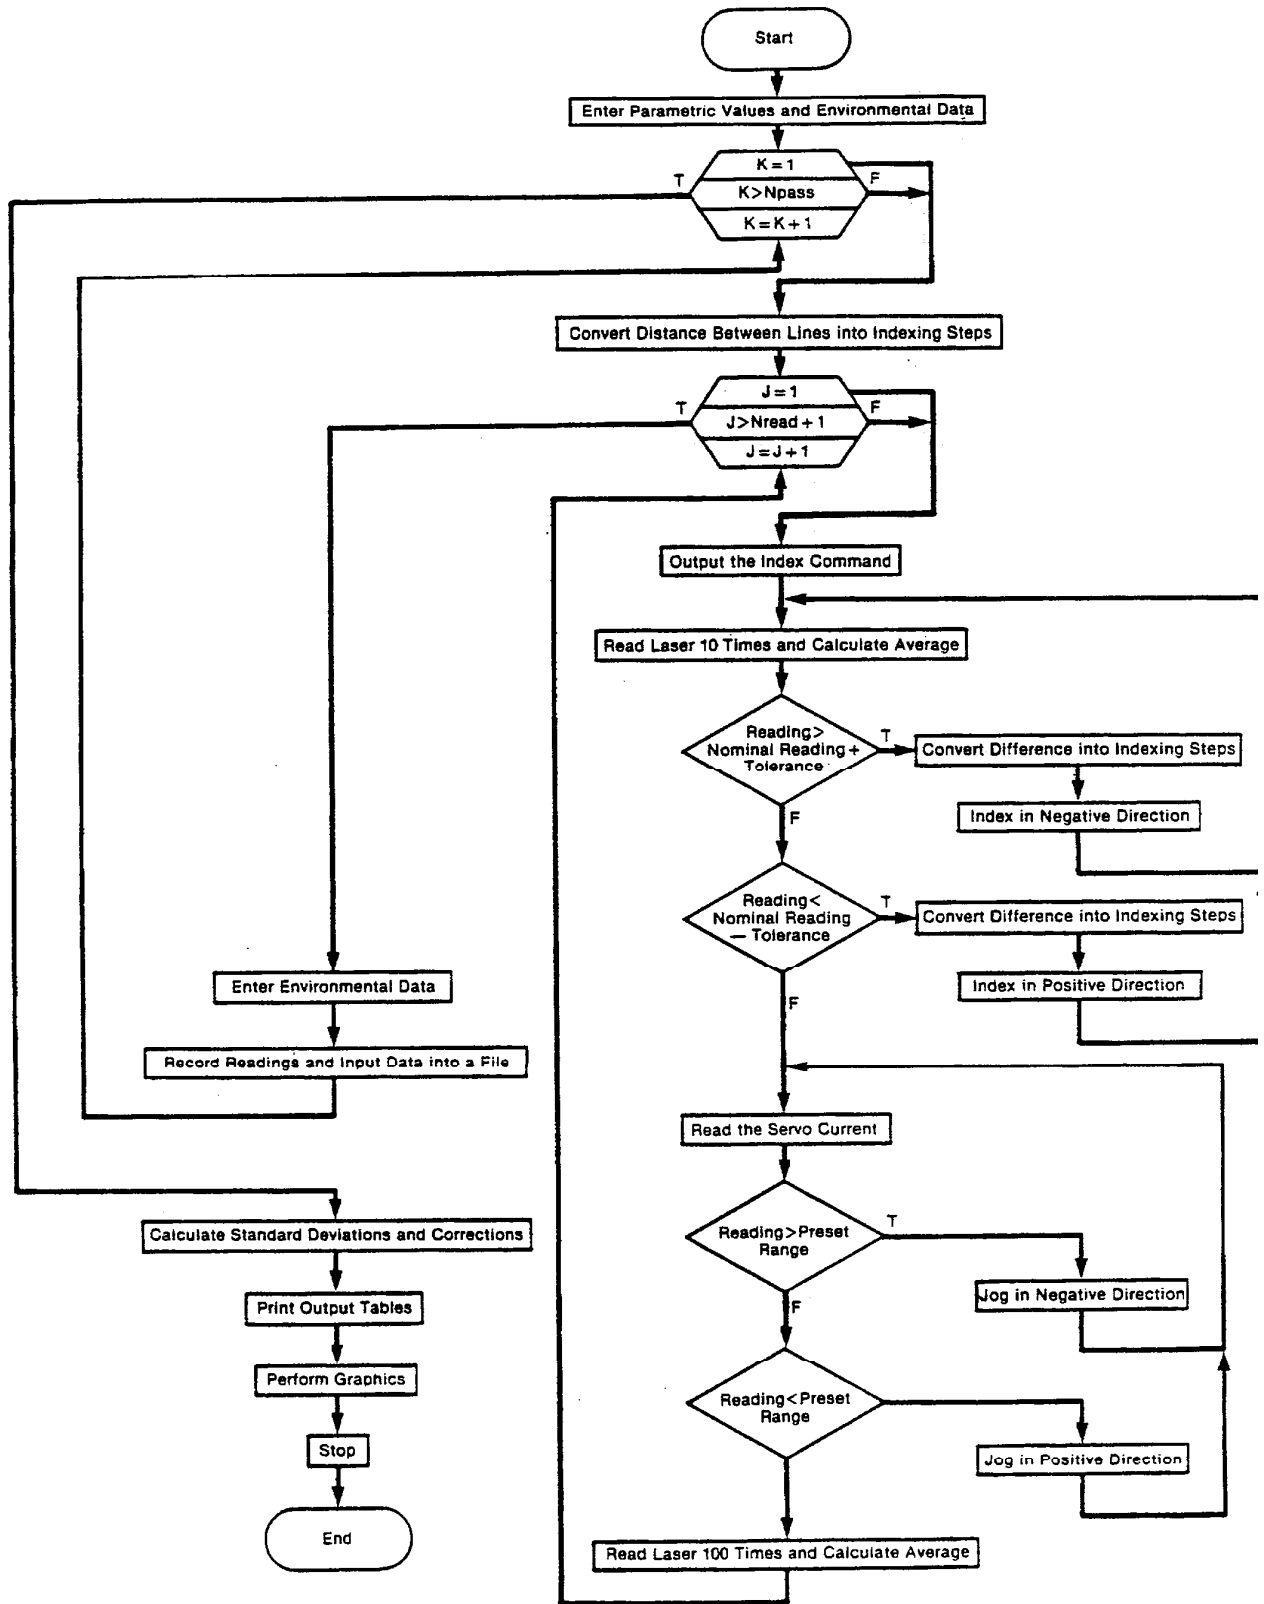 Start
Enter Parametric Values and Environmental Data
K=1
T
F
K>Npass
K=K+1
Convert Distance Between Lines into Indexing Steps
J=1
T
F
J>Nread+1
J=J+1
Output the Index Command
Read Laser 10 Times and Calculate Average
Reading>
Nominal Reading+
Tolerance
T
Convert Difference into Indexing Steps
F
Index in Negative Direction
Reading<
Nominal Reading
— Tolerance
T
Convert Difference into Indexing Steps
F
Index in Positive Direction
Enter Environmental Data
Record Readings and Input Data into a File
Read the Servo Current
Reading>Preset
Range
T
F
Jog in Negative Direction
Calculate Standard Deviations and Corrections
Print Output Tables
Perform Graphics
Stop
End
Reading<Preset
Range
Jog in Positive Direction
Read Laser 100 Times and Calculate Average